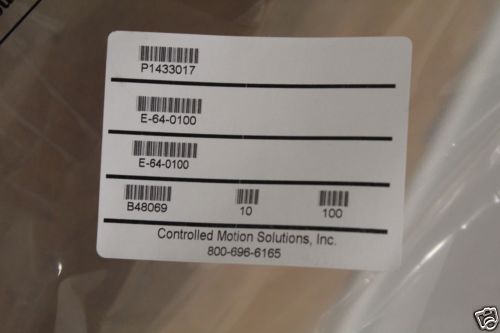 P1433017
E-64-0100
E-64-0100
B48069 10 100
Controlled Motion Solutions, Inc.
800-696-6165